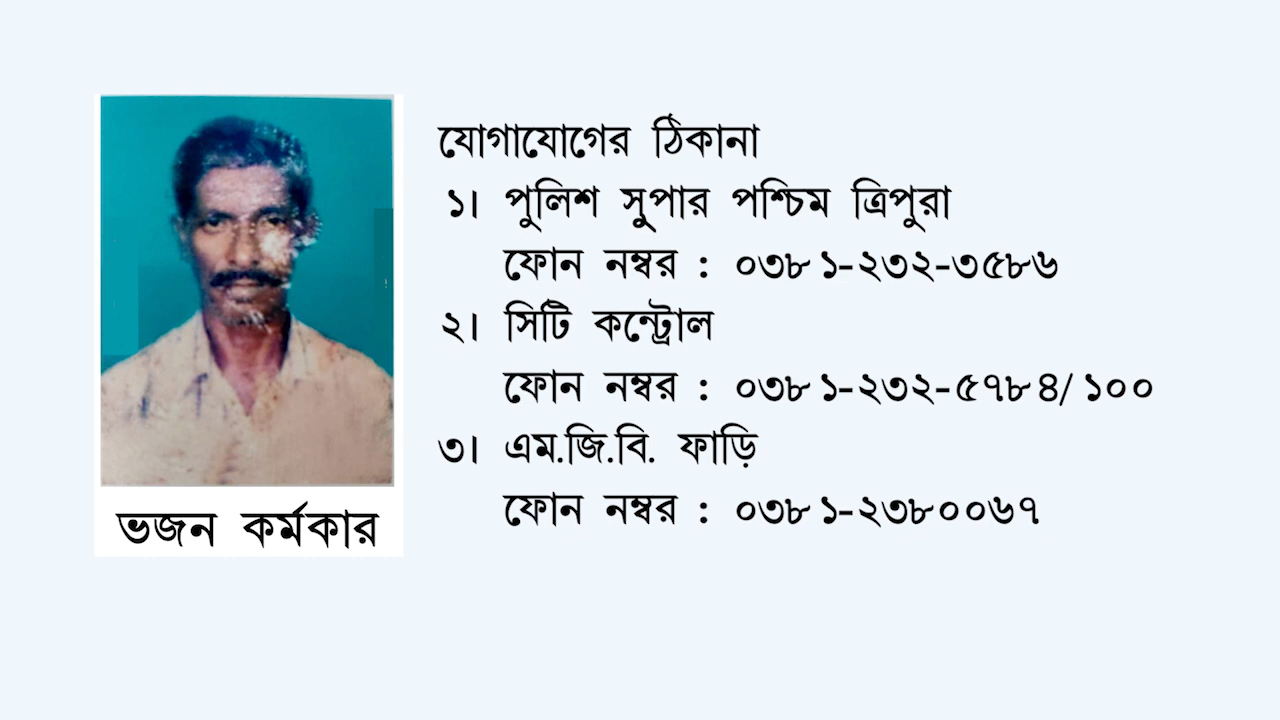 যোগাযোগের ঠিকানা
১। পুলিশ সুপার পশ্চিম ত্রিপুরা
ফোন নম্বর : ০৩৮১-২৩২-৩৫৮৬
২। সিটি কন্ট্রোল
ফোন নম্বর : ০৩৮১-২৩২-৫৭৮৪/১০০
৩। এম.জি.বি. ফাড়ি
ফোন নম্বর : ০৩৮১-২৩৮০০৬৭
ভজন কর্মকার